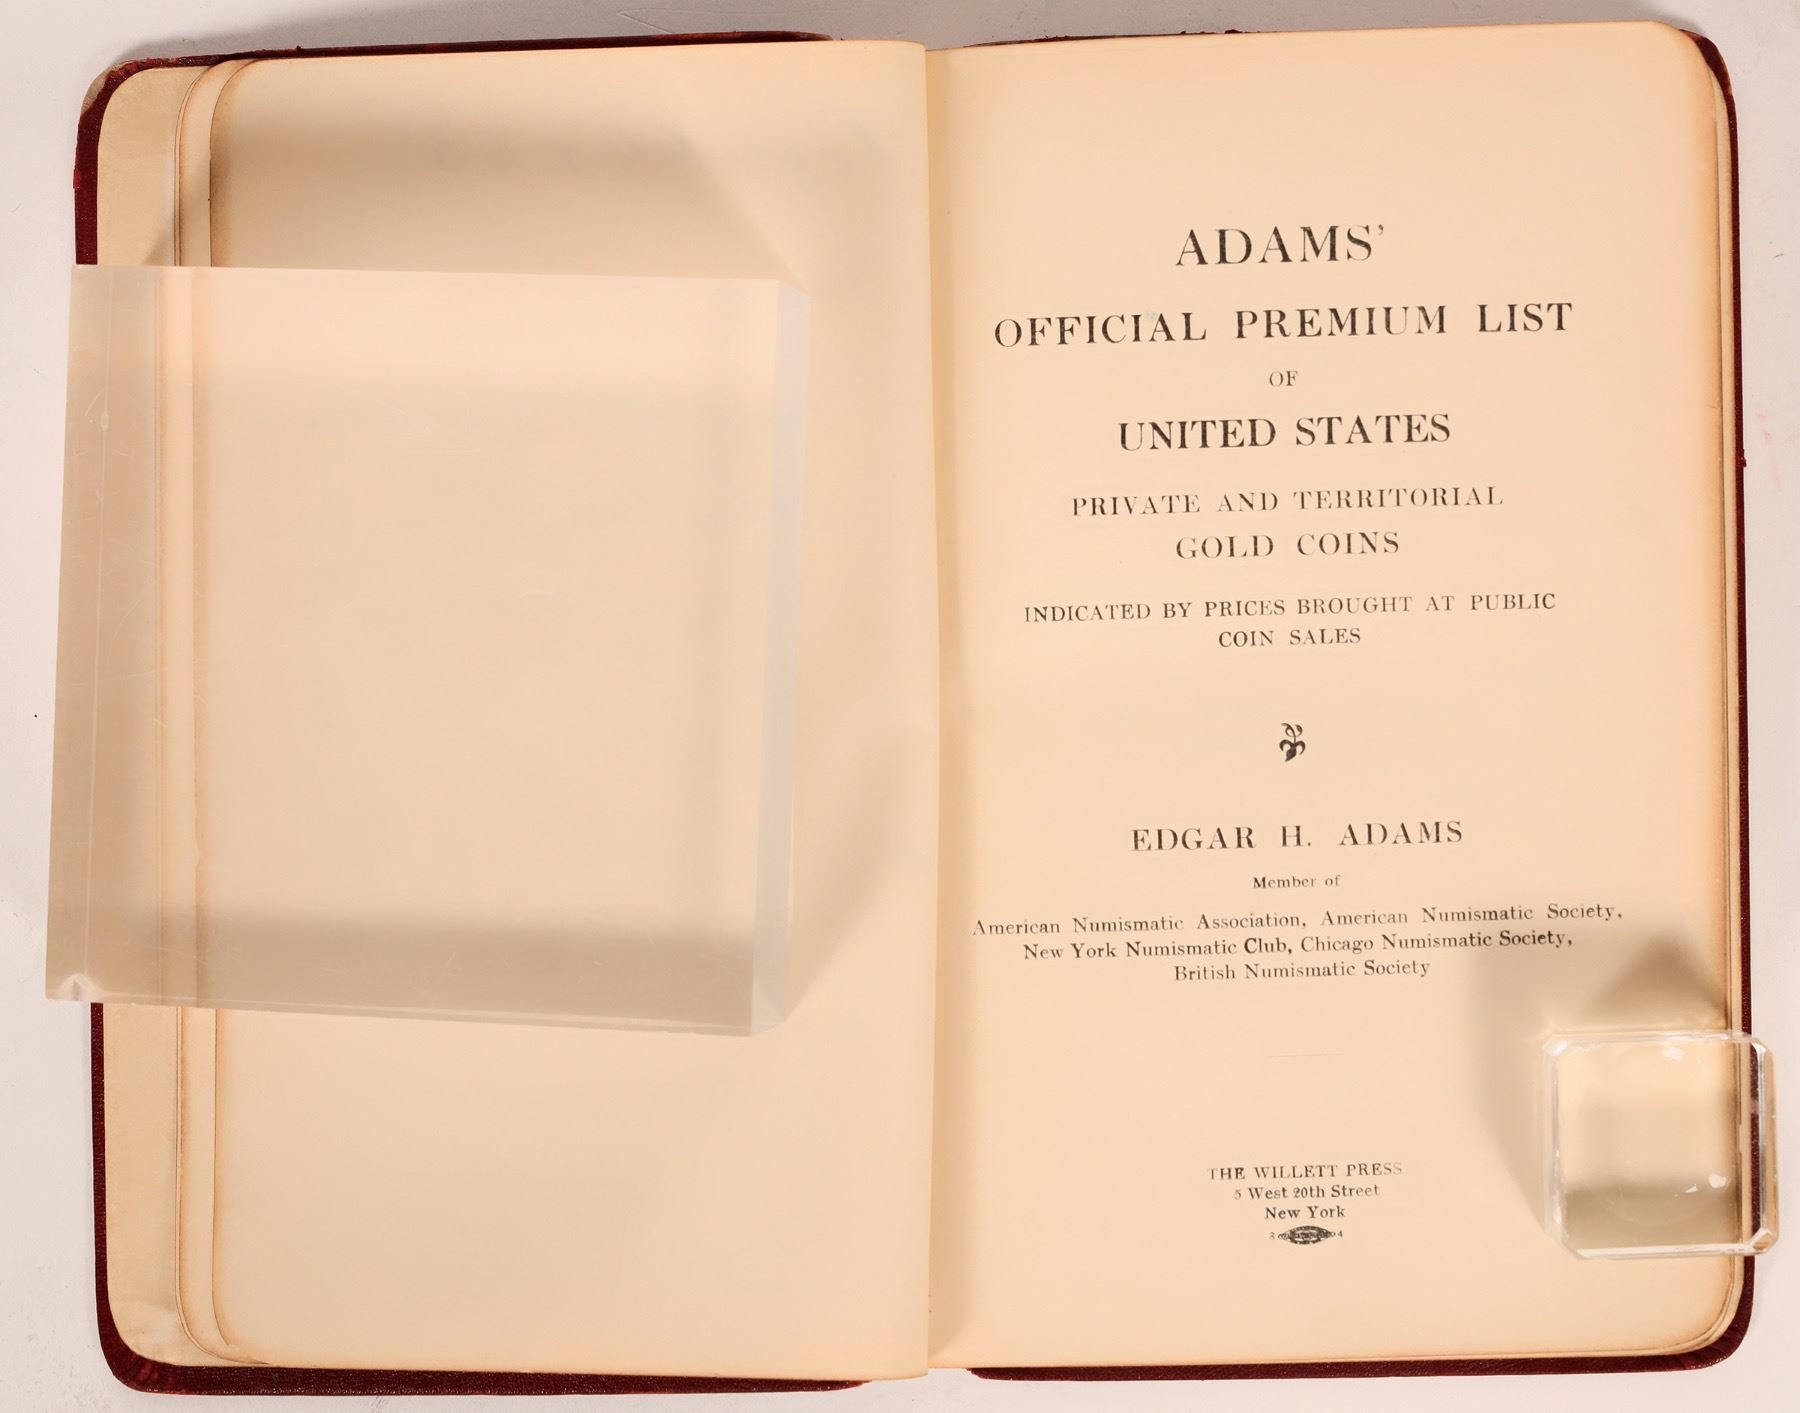 ADAMS'
OFFICIAL PREMIUM LIST
OF
UNITED STATES
PRIVATE AND TERRITORIAL
GOLD COINS
INDICATED BY PRICES BROUGHT AT PUBLIC
COIN SALES
EDGAR H. ADAMS
Member of
American Numismatic Association, American Numismatic Society,
New York Numismatic Club, Chicago Numismatic Society,
British Numismatic Society
THE WILLETT PRESS
5 West 20th Street
New York
3 4